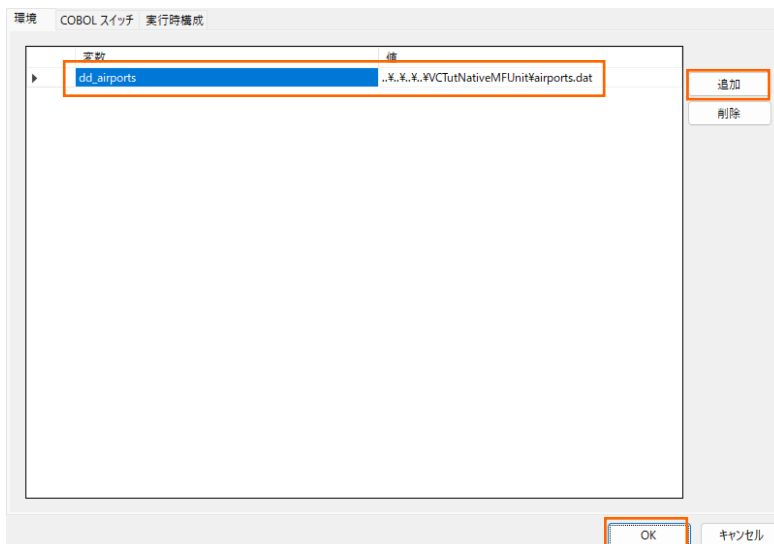 環境 COBOL スイッチ 実行時構成
変数 値
dd_airports ..¥..¥..¥..¥VCTutNativeMFUnit¥airports.dat
追加
削除
OK キャンセル